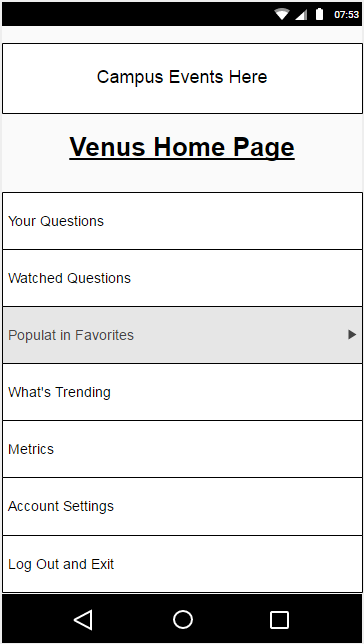 07:53
Campus Events Here
Venus Home Page
Your Questions
Watched Questions
Populat in Favorites
What's Trending
Metrics
Account Settings
Log Out and Exit